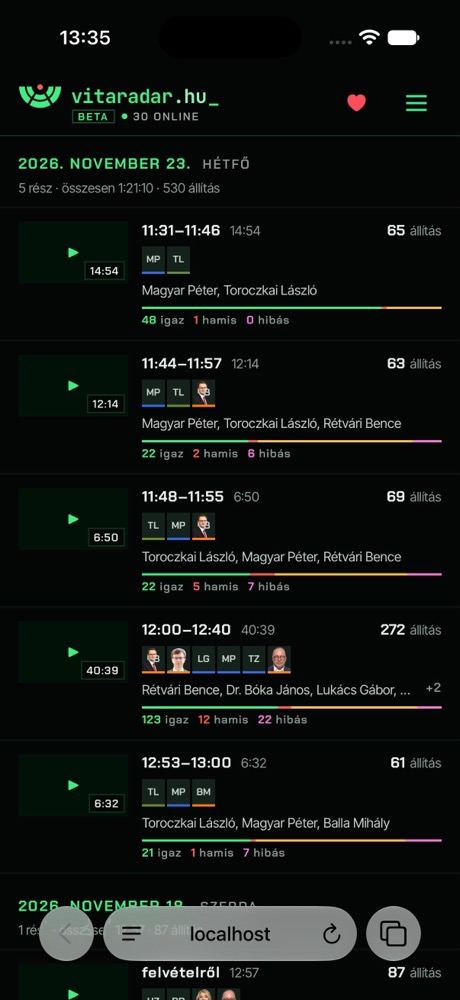 13:35
vitaradar.hu_
BETA 30 ONLINE
2026. NOVEMBER 23. HÉTFŐ
5 rész · összesen 1:21:10 · 530 állítás
11:31–11:46 14:54 65 állítás
14:54
MP TL
Magyar Péter, Toroczkai László
48 igaz 1 hamis 0 hibás
11:44–11:57 12:14 63 állítás
12:14
MP TL
Magyar Péter, Toroczkai László, Rétvári Bence
22 igaz 2 hamis 6 hibás
11:48–11:55 6:50 69 állítás
6:50
TL MP
Toroczkai László, Magyar Péter, Rétvári Bence
22 igaz 5 hamis 7 hibás
12:00–12:40 40:39 272 állítás
40:39
LG MP TZ
Rétvári Bence, Dr. Bóka János, Lukács Gábor, ... +2
123 igaz 12 hamis 22 hibás
12:53–13:00 6:32 61 állítás
6:32
TL MP BM
Toroczkai László, Magyar Péter, Balla Mihály
21 igaz 1 hamis 7 hibás
2026. NOVEMBER 18. SZERDA
87
localhost
felvételről 12:57 87 állítás